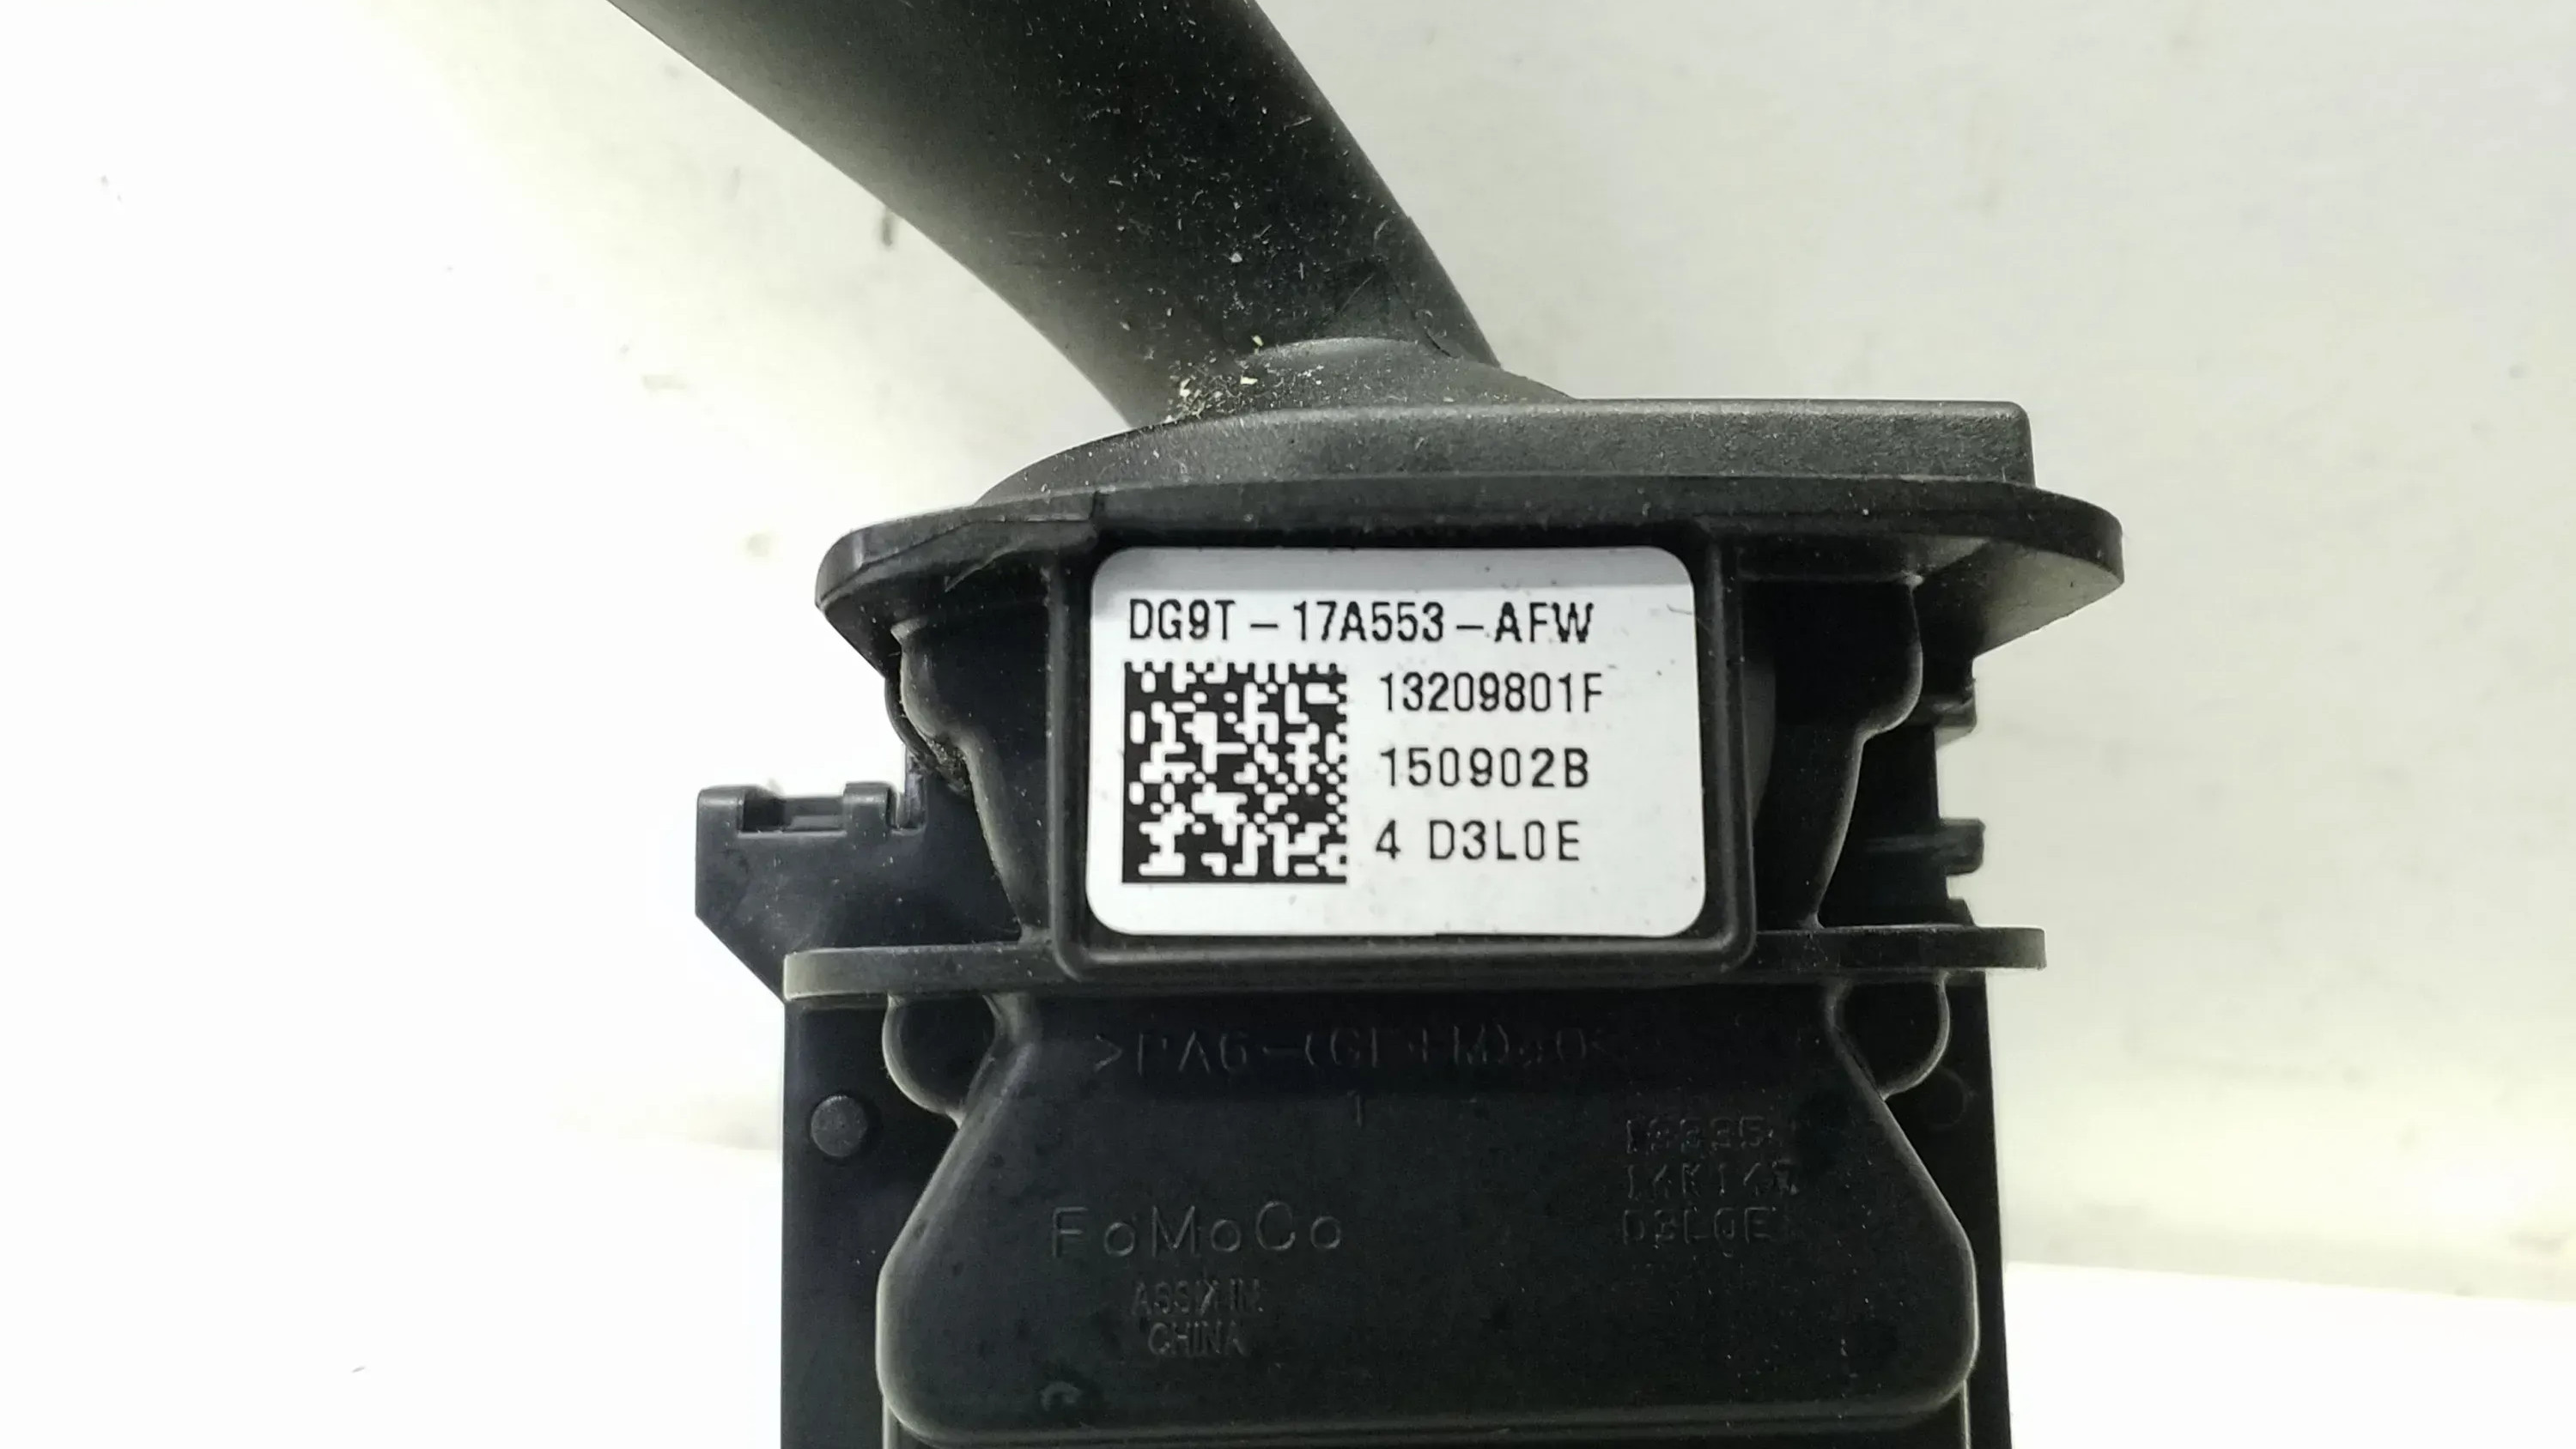 DG9T-17A553-AFW
13209801F
150902B
4 D3L0E
FoMoCo
D3L0E
CHINA